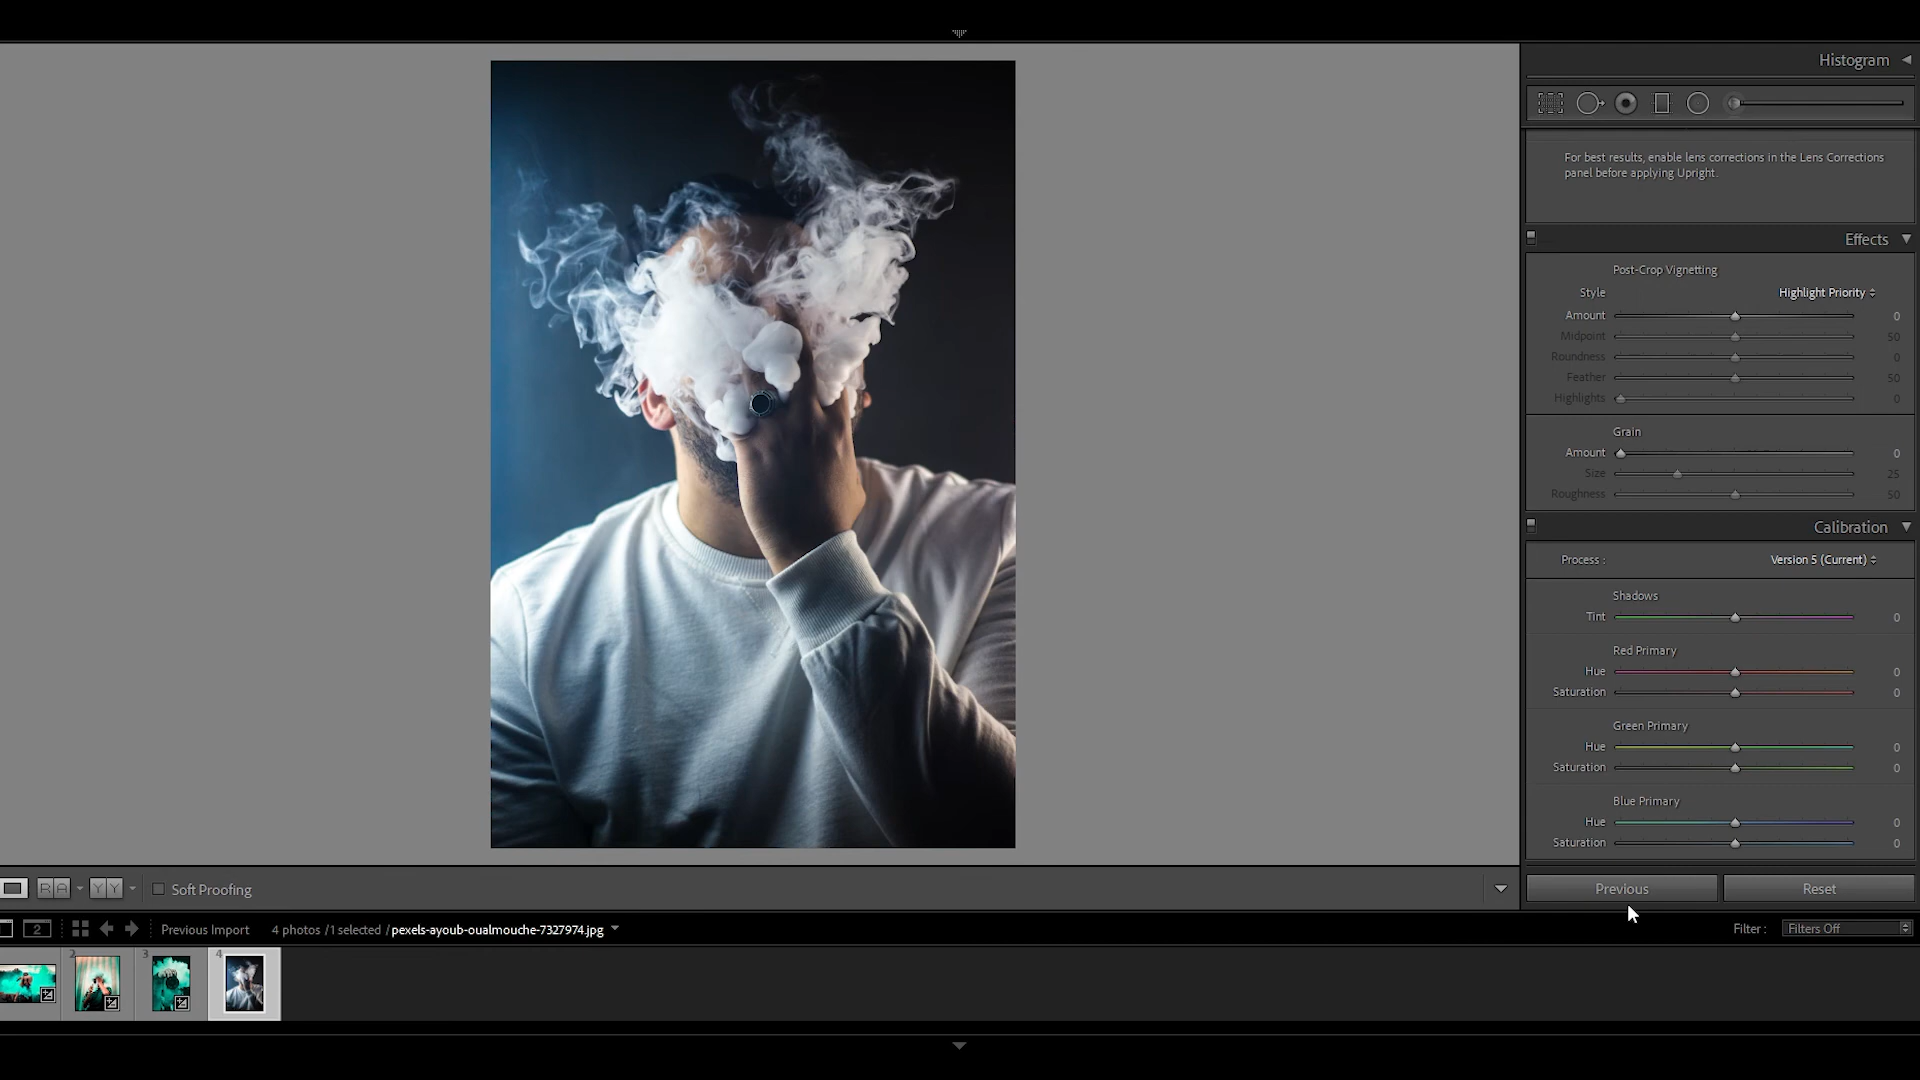 Histogram
For best results, enable lens corrections in the Lens Corrections
panel before applying Upright.
Effects
Post-Crop Vignetting
Style Highlight Priority
Amount 0
Midpoint 50
Roundness 0
Feather 50
Highlights 0
Grain
Amount 0
Size 25
Roughness 50
Calibration
Process : Version 5 (Current)
Shadows
Tint 0
Red Primary
Hue 0
Saturation 0
Green Primary
Hue 0
Saturation 0
Blue Primary
Hue 0
Saturation 0
R A Y Y Soft Proofing
Previous Reset
2 Previous Import 4 photos / 1 selected / pexels-ayoub-oualmouche-7327974.jpg Filter : Filters Off
2 3 4